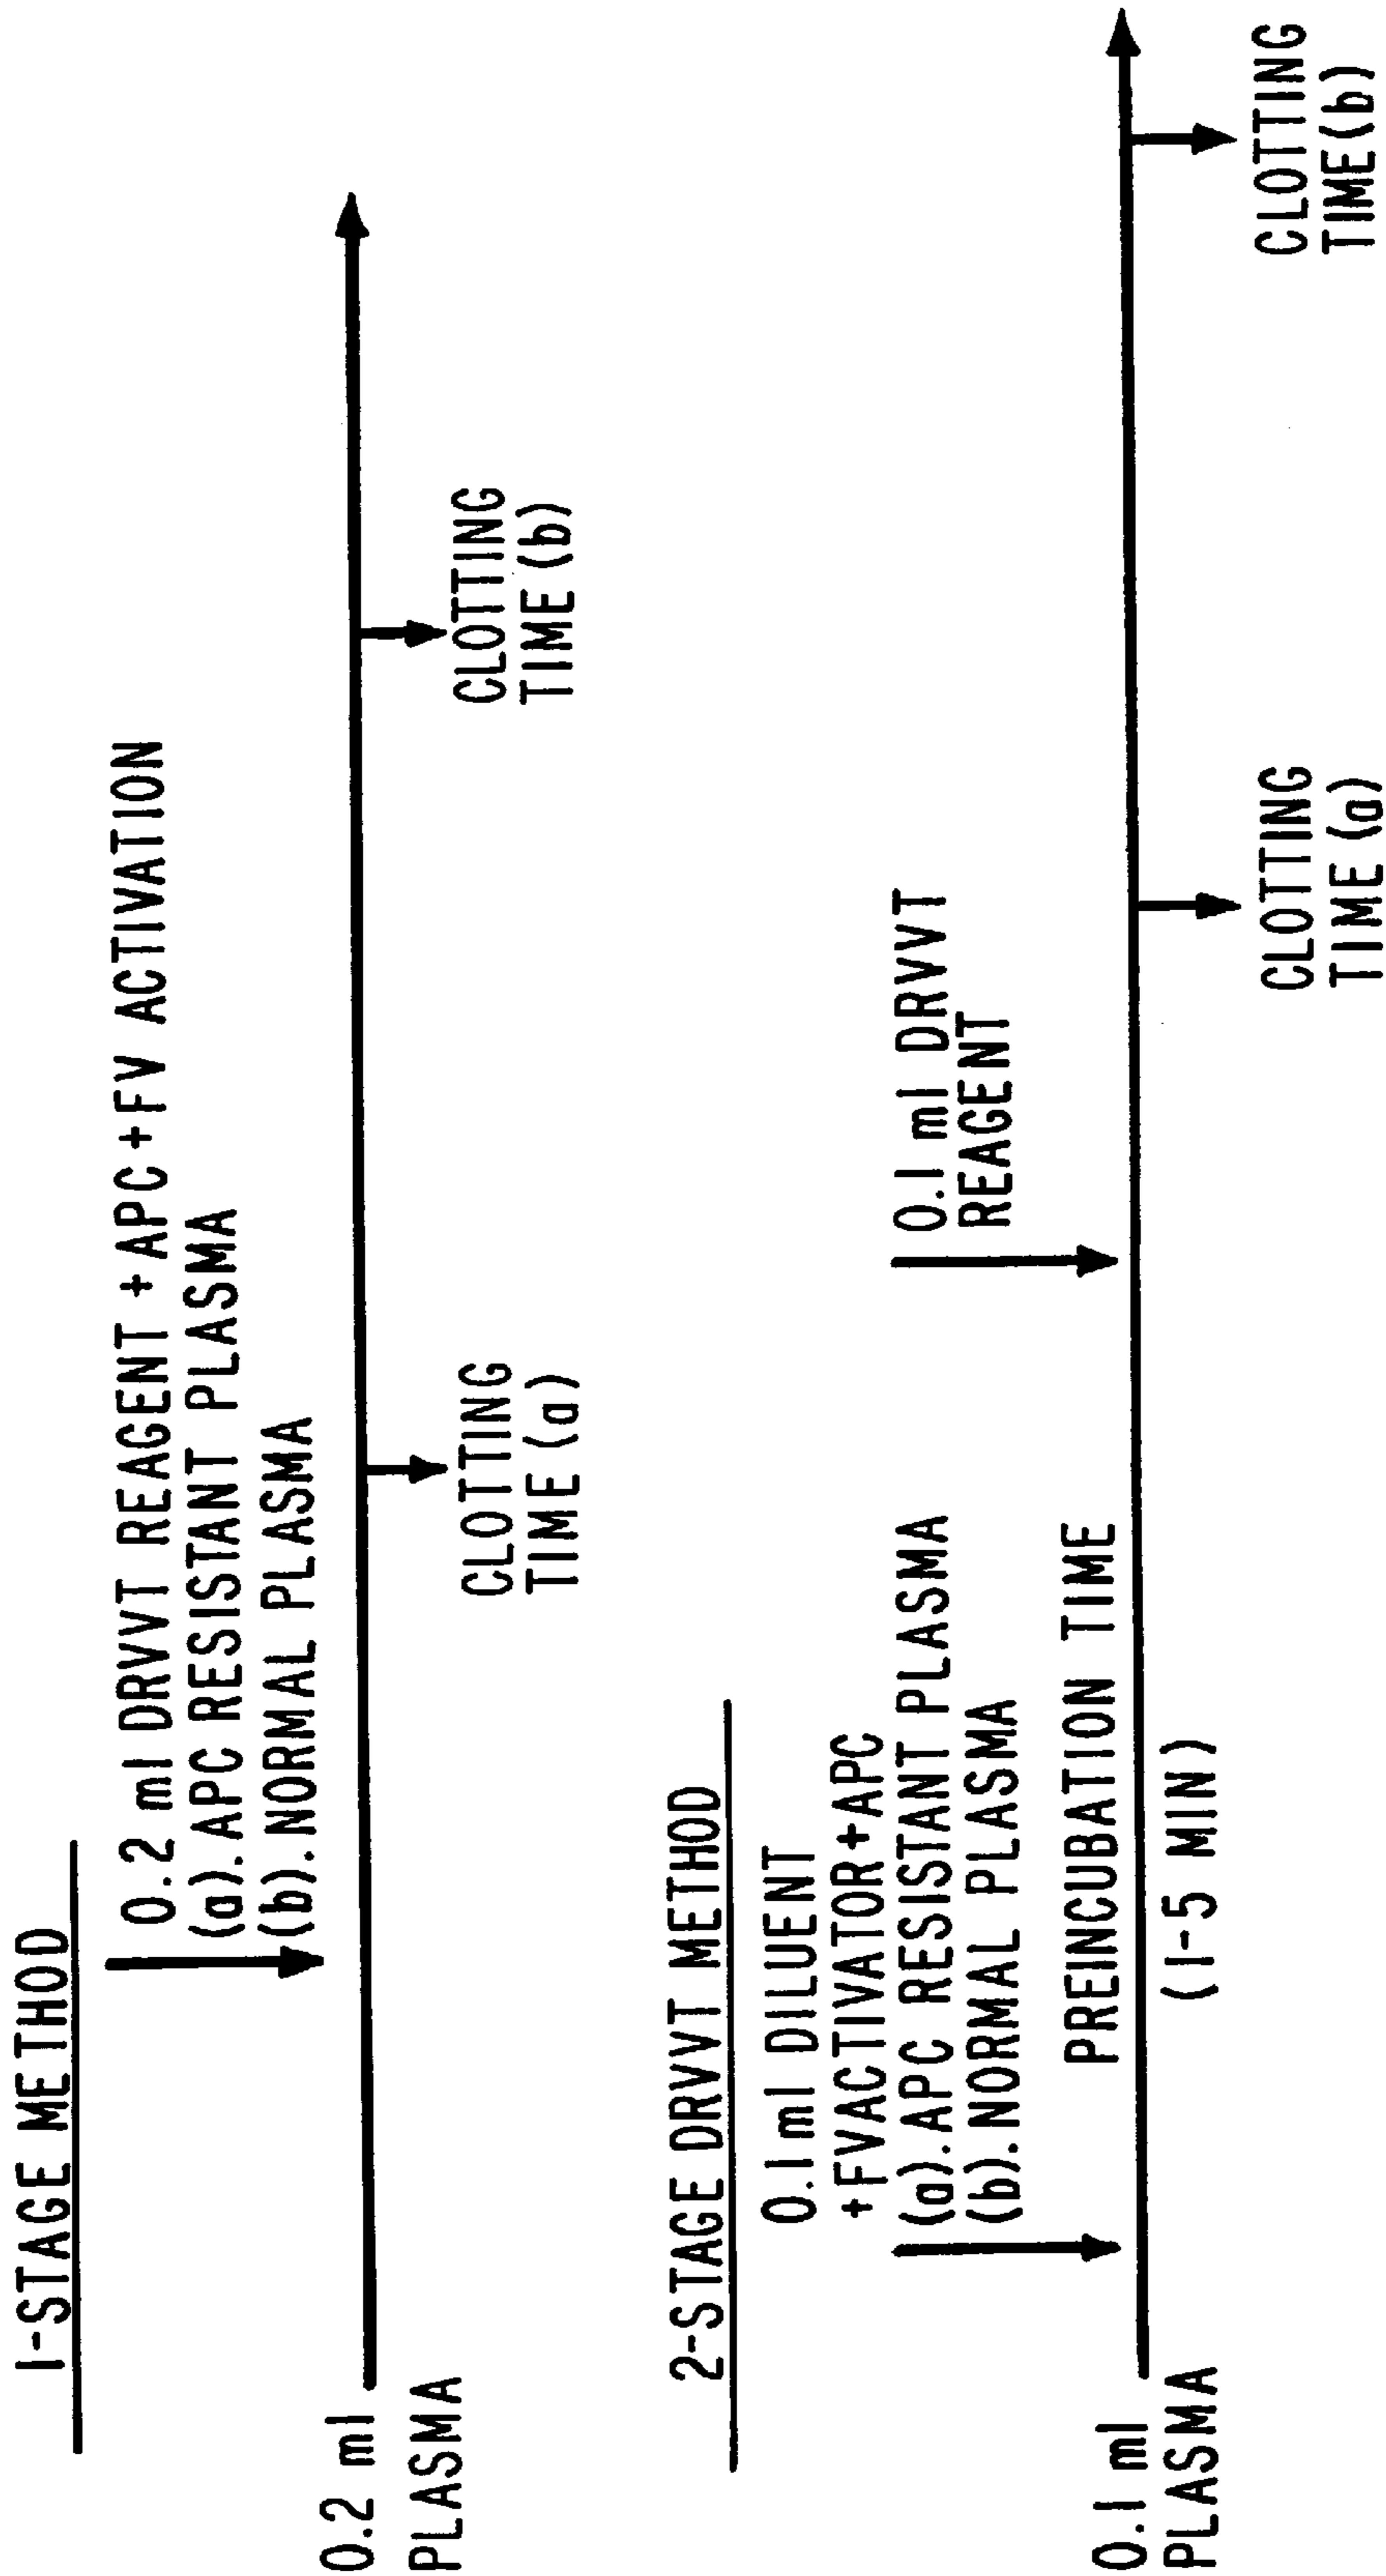 1-STAGE METHOD
0.2 ml DRVVT REAGENT +APC+FV ACTIVATION
(a).APC RESISTANT PLASMA
(b).NORMAL PLASMA
0.2 ml
PLASMA
CLOTTING
TIME (a)
CLOTTING
TIME (b)
2-STAGE DRVVT METHOD
0.1ml DILUENT
+FVACTIVATOR+APC
(a).APC RESISTANT PLASMA
(b).NORMAL PLASMA
0.1 ml DRVVT
REAGENT
PREINCUBATION TIME
(1-5 MIN)
0.1 ml
PLASMA
CLOTTING
TIME (a)
CLOTTING
TIME(b)